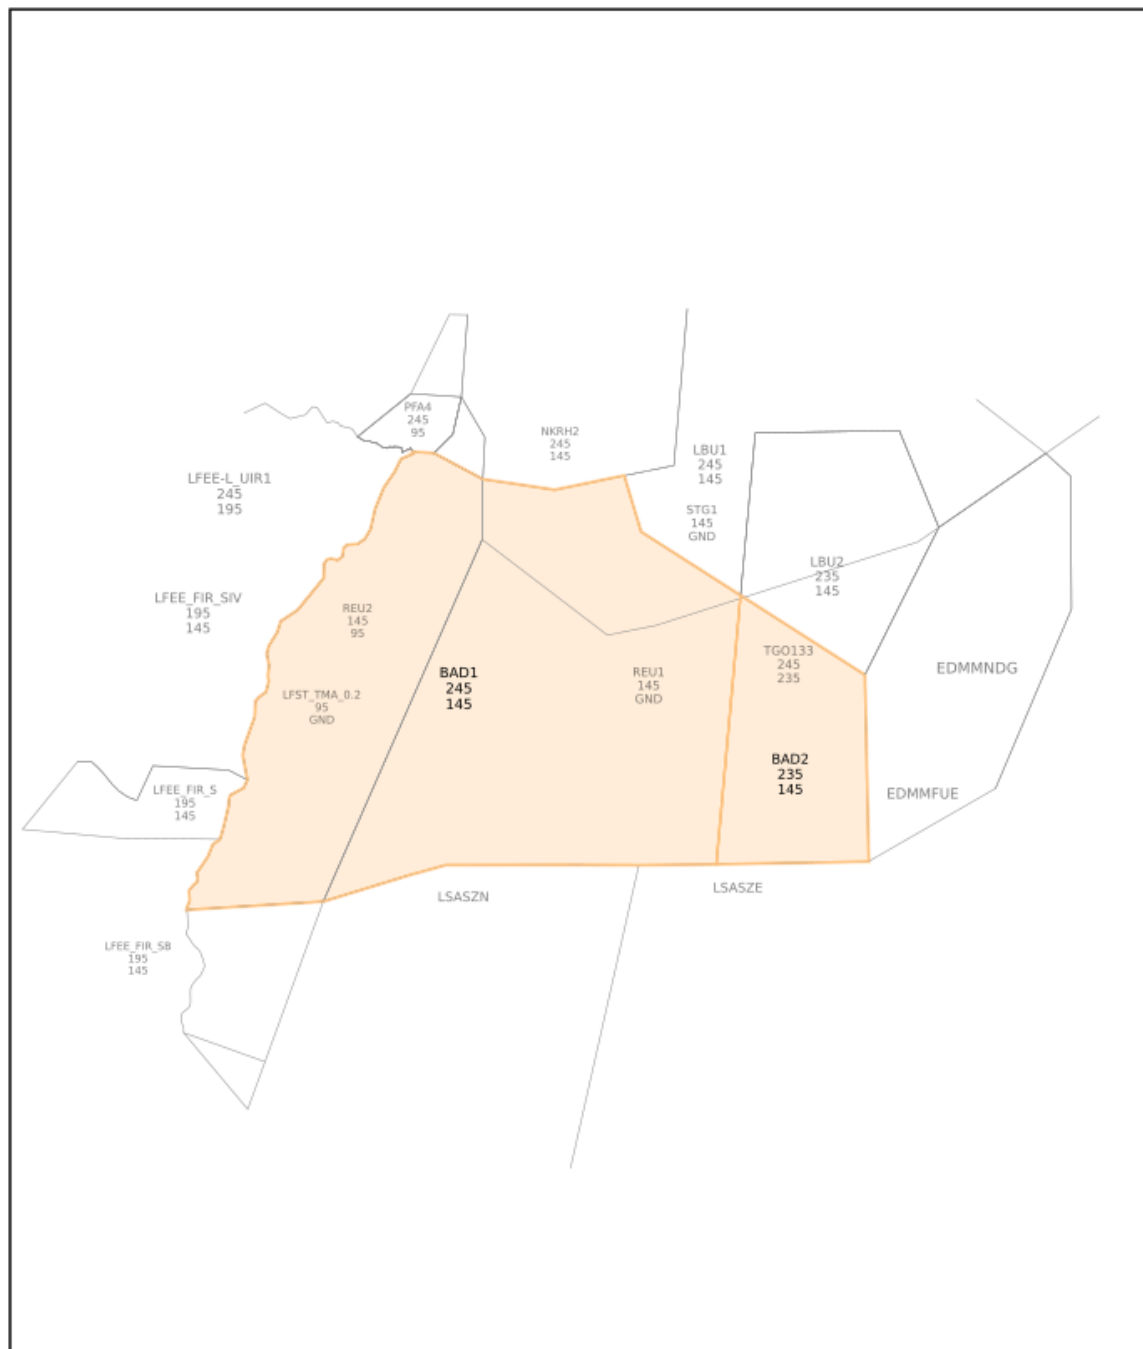 PFA4
245
95
NKRH2
245
145
LBU1
245
145
LFEE-L_UIR1
245
195
STG1
145
GND
LBU2
235
145
LFEE_FIR_SIV
195
145
REU2
145
95
TGO133
245
235
EDMMNDG
BAD1
245
145
REU1
145
GND
LFST_TMA_0.2
95
GND
BAD2
235
145
LFEE_FIR_S
195
145
EDMMFUE
LSASZE
LSASZN
LFEE_FIR_SB
195
145